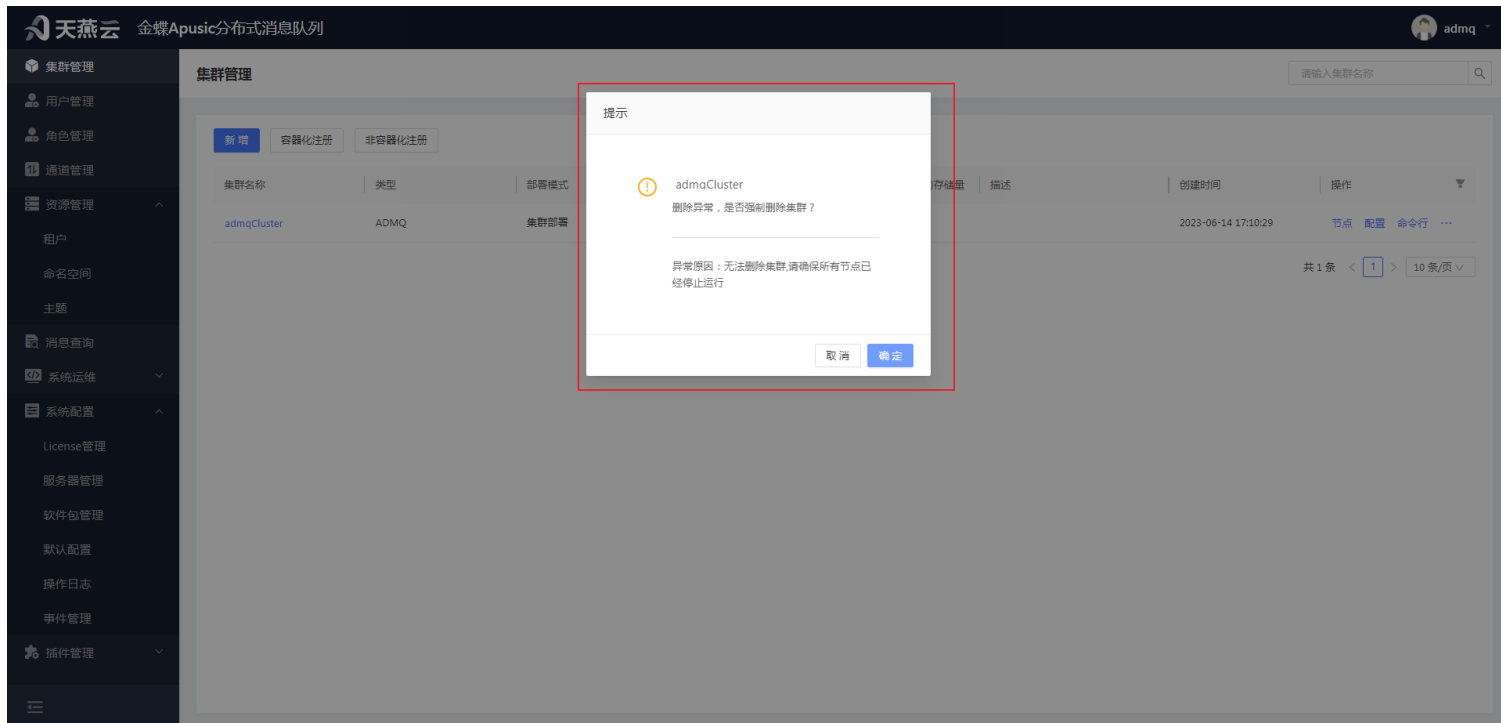 天燕云 金蝶Apusic分布式消息队列
admq
集群管理
用户管理
角色管理
通道管理
资源管理
租户
命名空间
主题
消息查询
系统运维
系统配置
License管理
服务器管理
软件包管理
默认配置
操作日志
事件管理
插件管理
集群管理
请输入集群名称
新增 容器化注册 非容器化注册
集群名称 类型 部署模式 存储量 描述 创建时间 操作
admqCluster ADMQ 集群部署 2023-06-14 17:10:29 节点 配置 命令行 ···
共1条 < 1 > 10条/页
提示
admqCluster
删除异常，是否强制删除集群？
异常原因：无法删除集群,请确保所有节点已
经停止运行
取消 确定